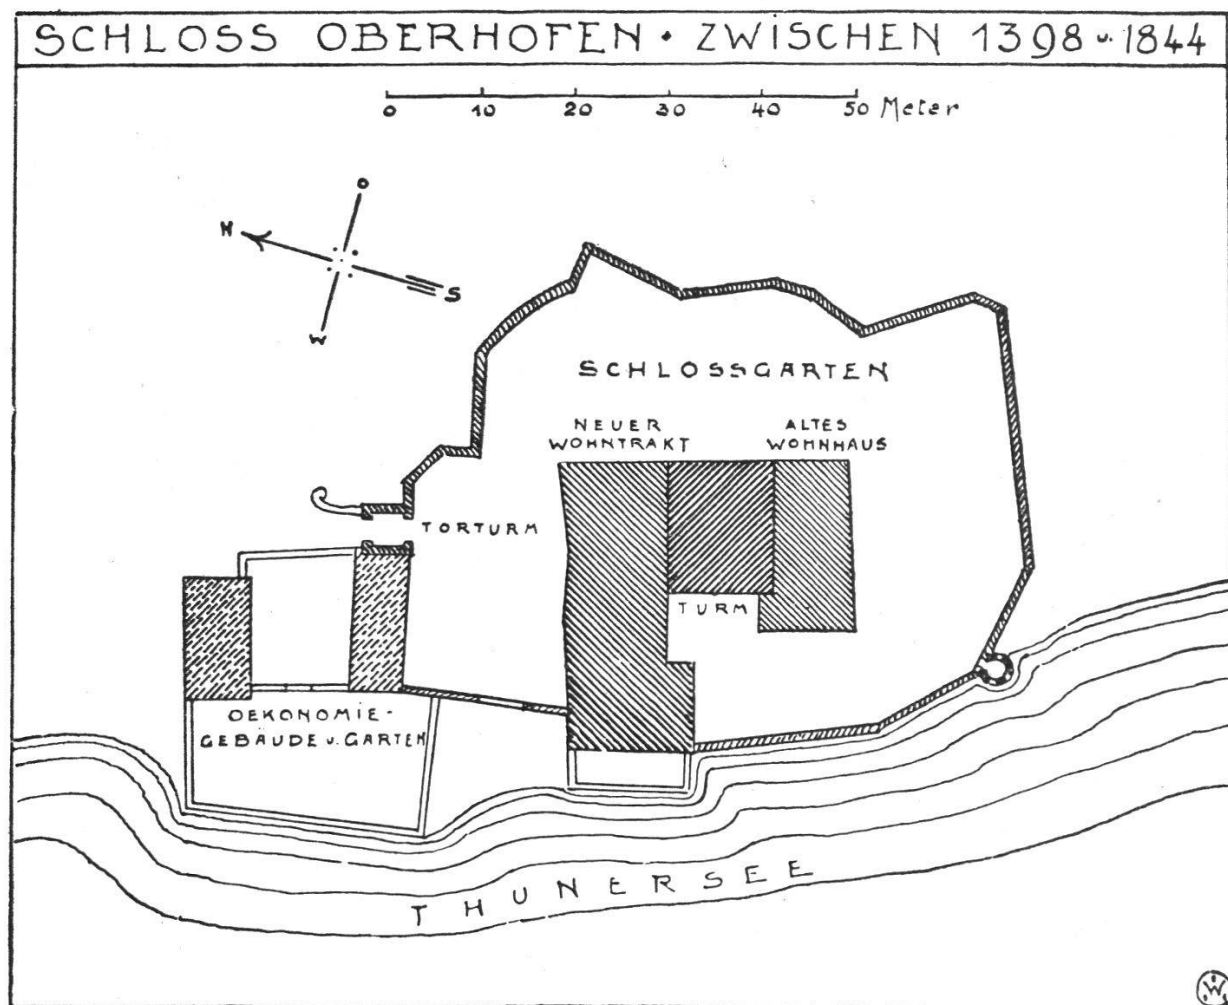 SCHLOSS OBERHOFEN · ZWISCHEN 1398 u. 1844
0 10 20 30 40 50 Meter
O
N
S
W
SCHLOSSGARTEN
NEUER
WOHNTRAKT
ALTES
WOHNHAUS
TORTURM
TURM
OEKONOMIE-
GEBÄUDE u. GARTEN
THUNERSEE
W